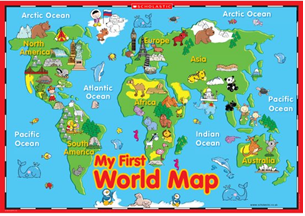 SCHOLASTIC
Arctic Ocean
Arctic Ocean
North
America
Europe
Asia
Atlantic
Ocean
Pacific
Ocean
Africa
Pacific
Ocean
Indian
Ocean
South
America
Australia
My First
World Map